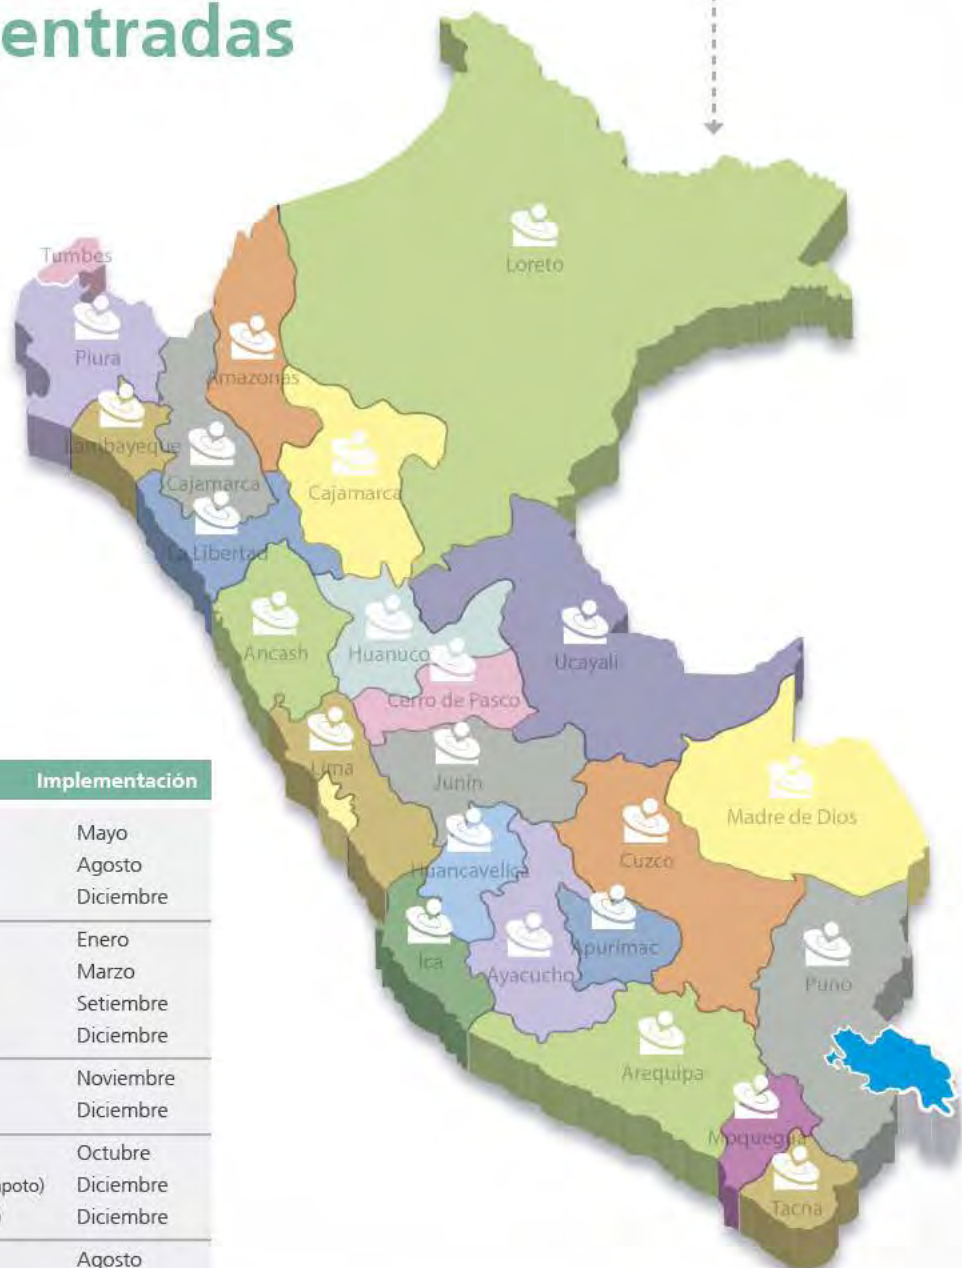 entradas
Tumbes
Loreto
Piura
Amazonas
Lambayeque
Cajamarca
Cajamarca
La Libertad
Ancash
Huanuco
Ucayali
Cerro de Pasco
Lima
Junín
Madre de Dios
Cuzco
Huancavelica
Ica
Ayacucho
Apurimac
Puno
Arequipa
Moquegua
Tacna
Implementación
Mayo
Agosto
Diciembre
Enero
Marzo
Setiembre
Diciembre
Noviembre
Diciembre
Octubre
poto) Diciembre
) Diciembre
Agosto